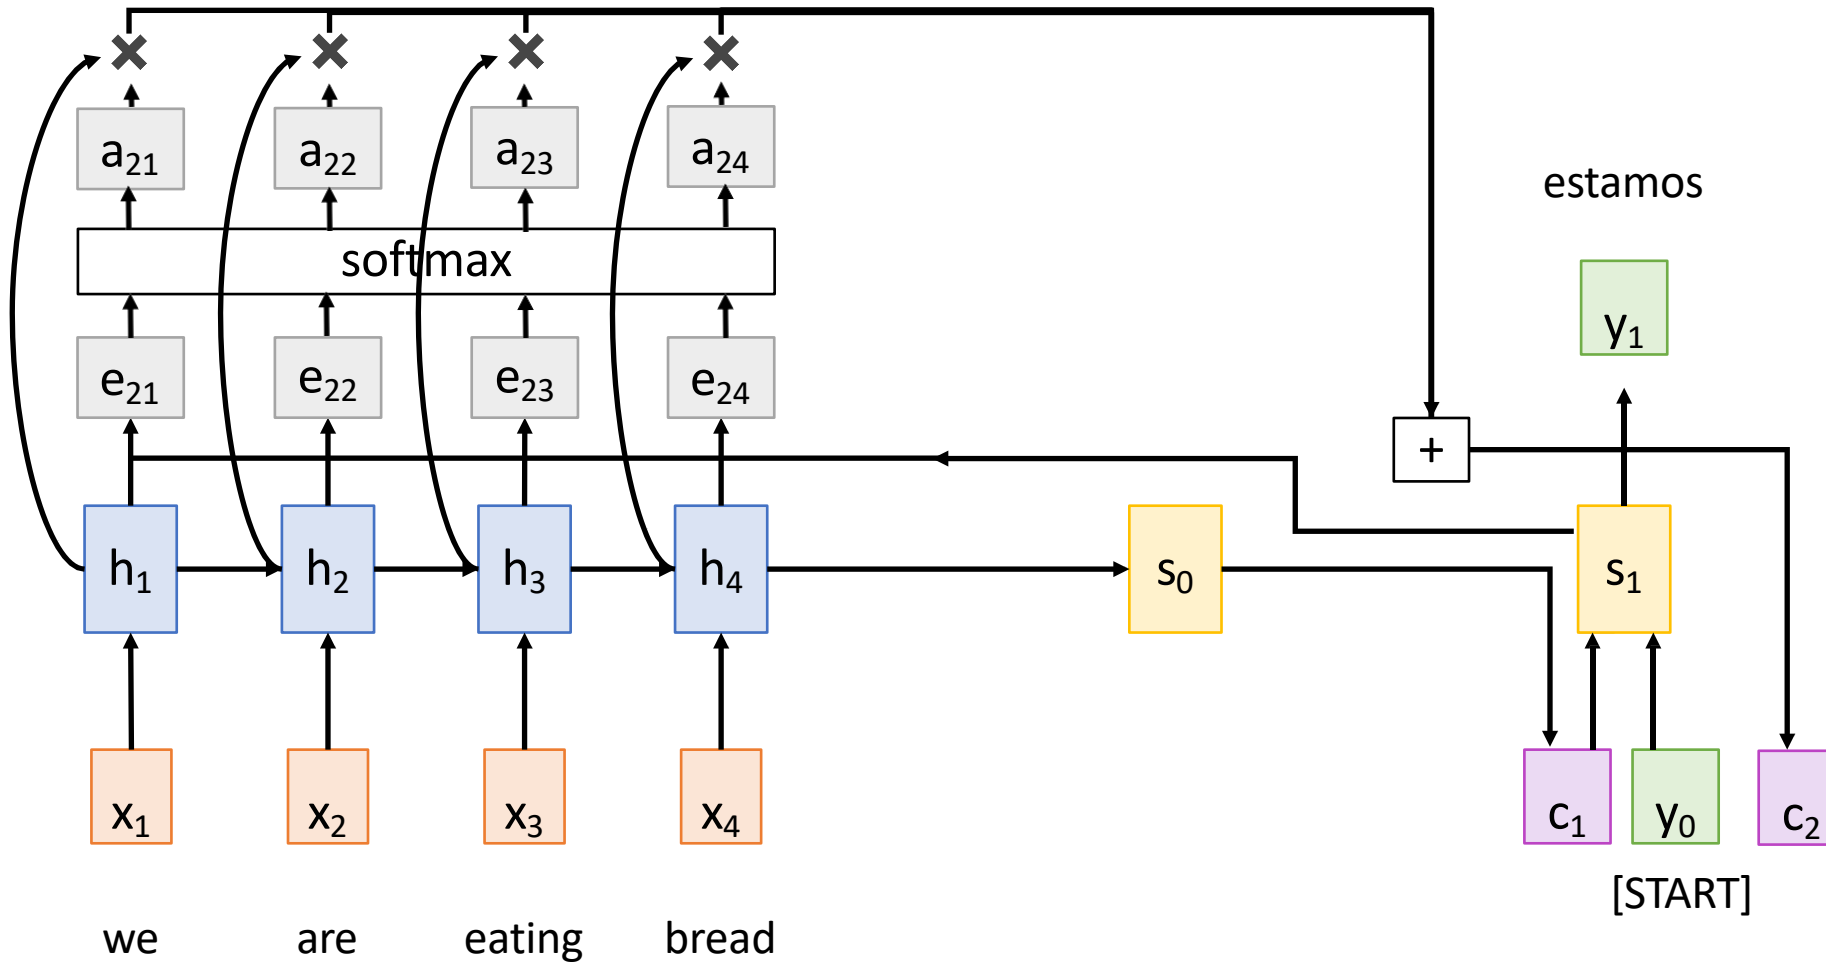 a21 a22 a23 a24
estamos
softmax
y1
e21 e22 e23 e24
+
h1 h2 h3 h4 s0 s1
x1 x2 x3 x4 c1 y0 c2
[START]
we are eating bread